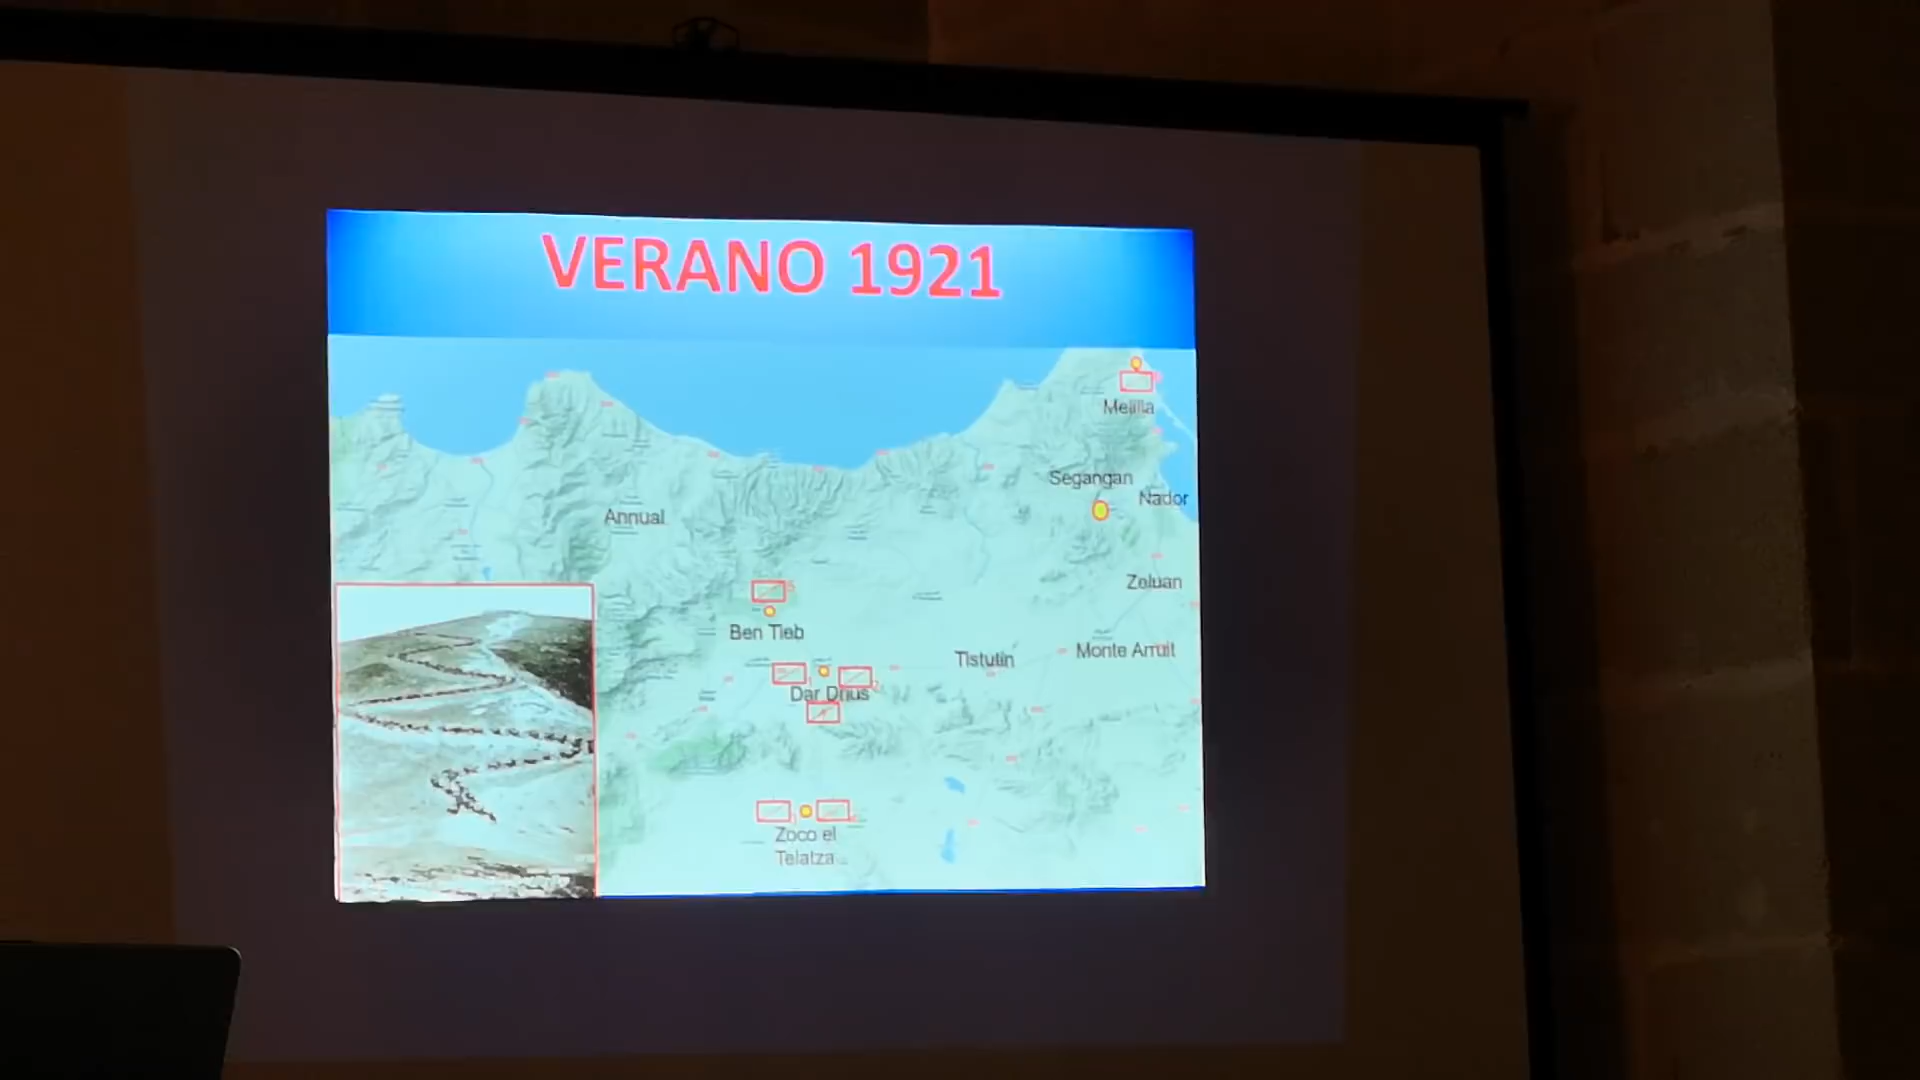 VERANO 1921
Melilla
Segangan
Nador
Annual
Zeluan
Ben Tieb
Monte Arruit
Tistutin
Dar Drius
Zoco el
Telatza